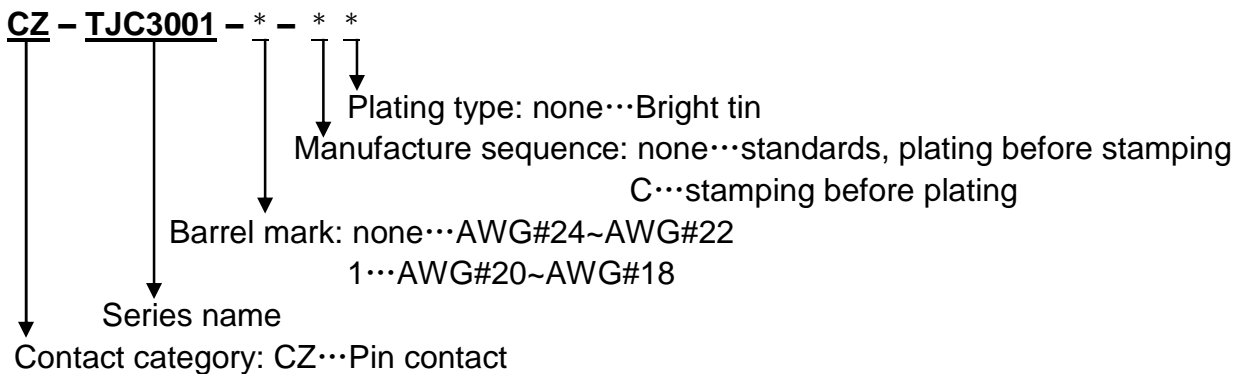 CZ – TJC3001 – * – * *
Plating type: none⋯Bright tin
Manufacture sequence: none⋯standards, plating before stamping
C⋯stamping before plating
Barrel mark: none⋯AWG#24~AWG#22
1⋯AWG#20~AWG#18
Series name
Contact category: CZ⋯Pin contact